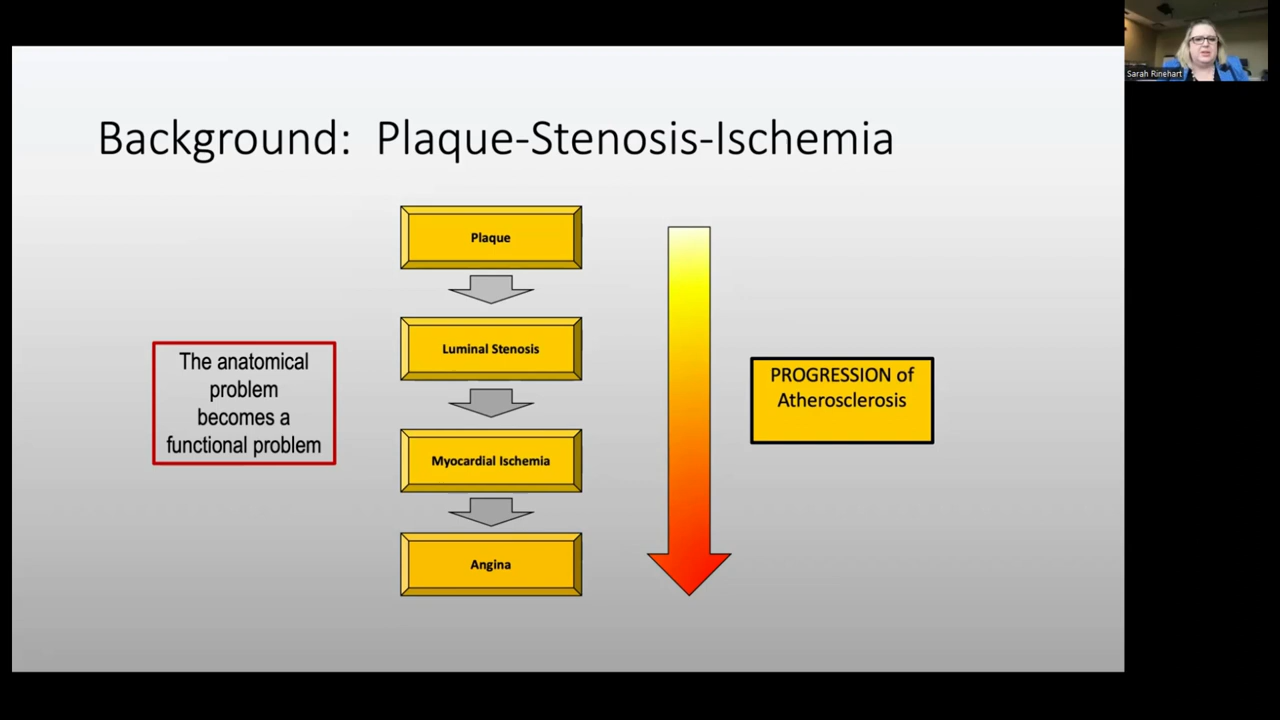 Sarah Rinehart
Background: Plaque-Stenosis-Ischemia
Plaque
Luminal Stenosis
Myocardial Ischemia
Angina
The anatomical
problem
becomes a
functional problem
PROGRESSION of
Atherosclerosis